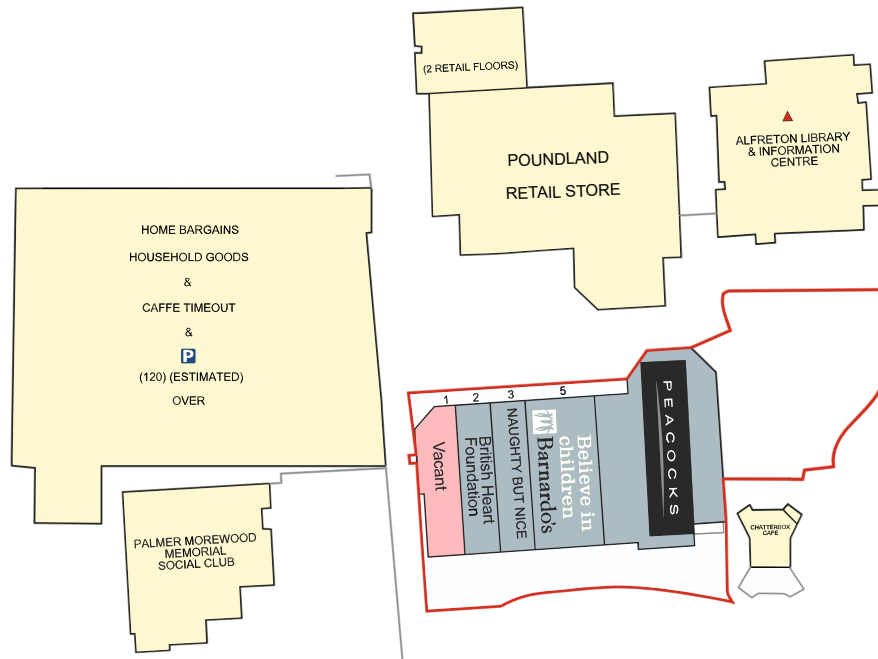 (2 RETAIL FLOORS)
POUNDLAND
RETAIL STORE
ALFRETON LIBRARY
& INFORMATION
CENTRE
HOME BARGAINS
HOUSEHOLD GOODS
&
CAFFE TIMEOUT
&
P
(120) (ESTIMATED)
OVER
PALMER MOREWOOD
MEMORIAL
SOCIAL CLUB
1
2
3
5
Vacant
British Heart
Foundation
NAUGHTY BUT NICE
Believe in
children
Barnardo's
PEACOCKS
CHATTERBOX
CAFE